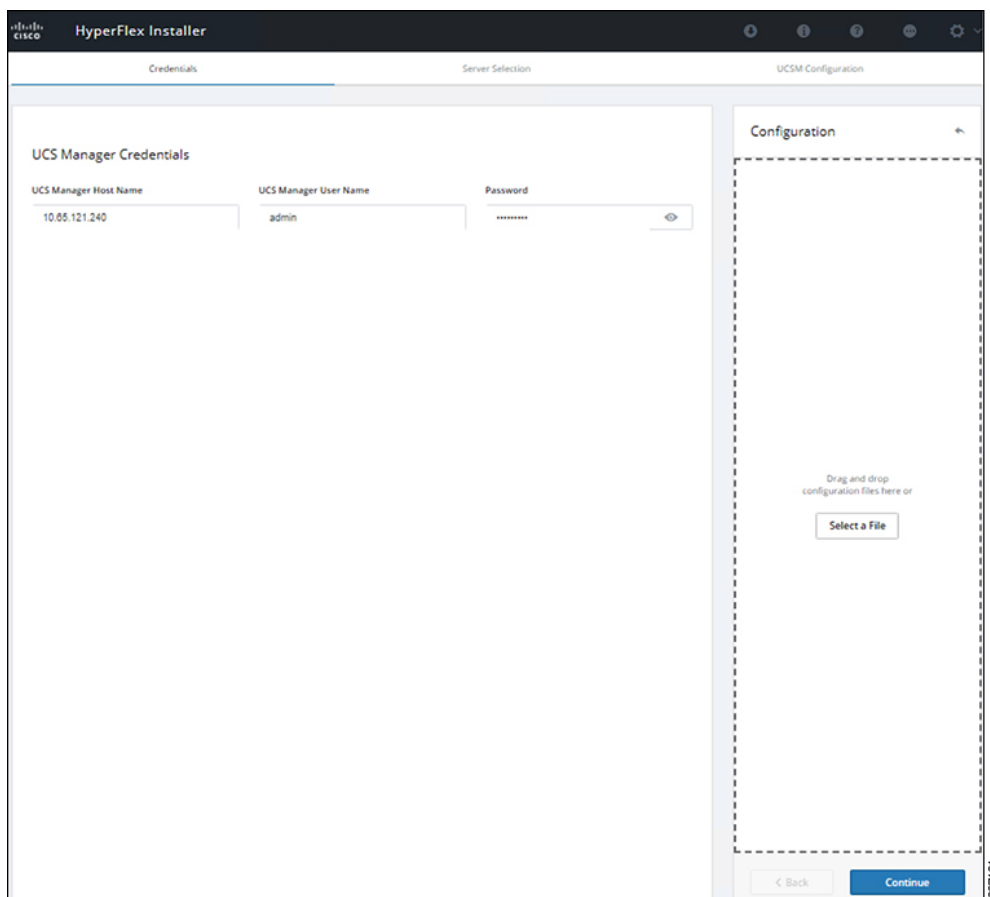 cisco HyperFlex Installer
Credentials Server Selection UCSM Configuration
UCS Manager Credentials
UCS Manager Host Name UCS Manager User Name Password
10.65.121.240 admin •••••••••
Configuration
Drag and drop
configuration files here or
Select a File
< Back Continue